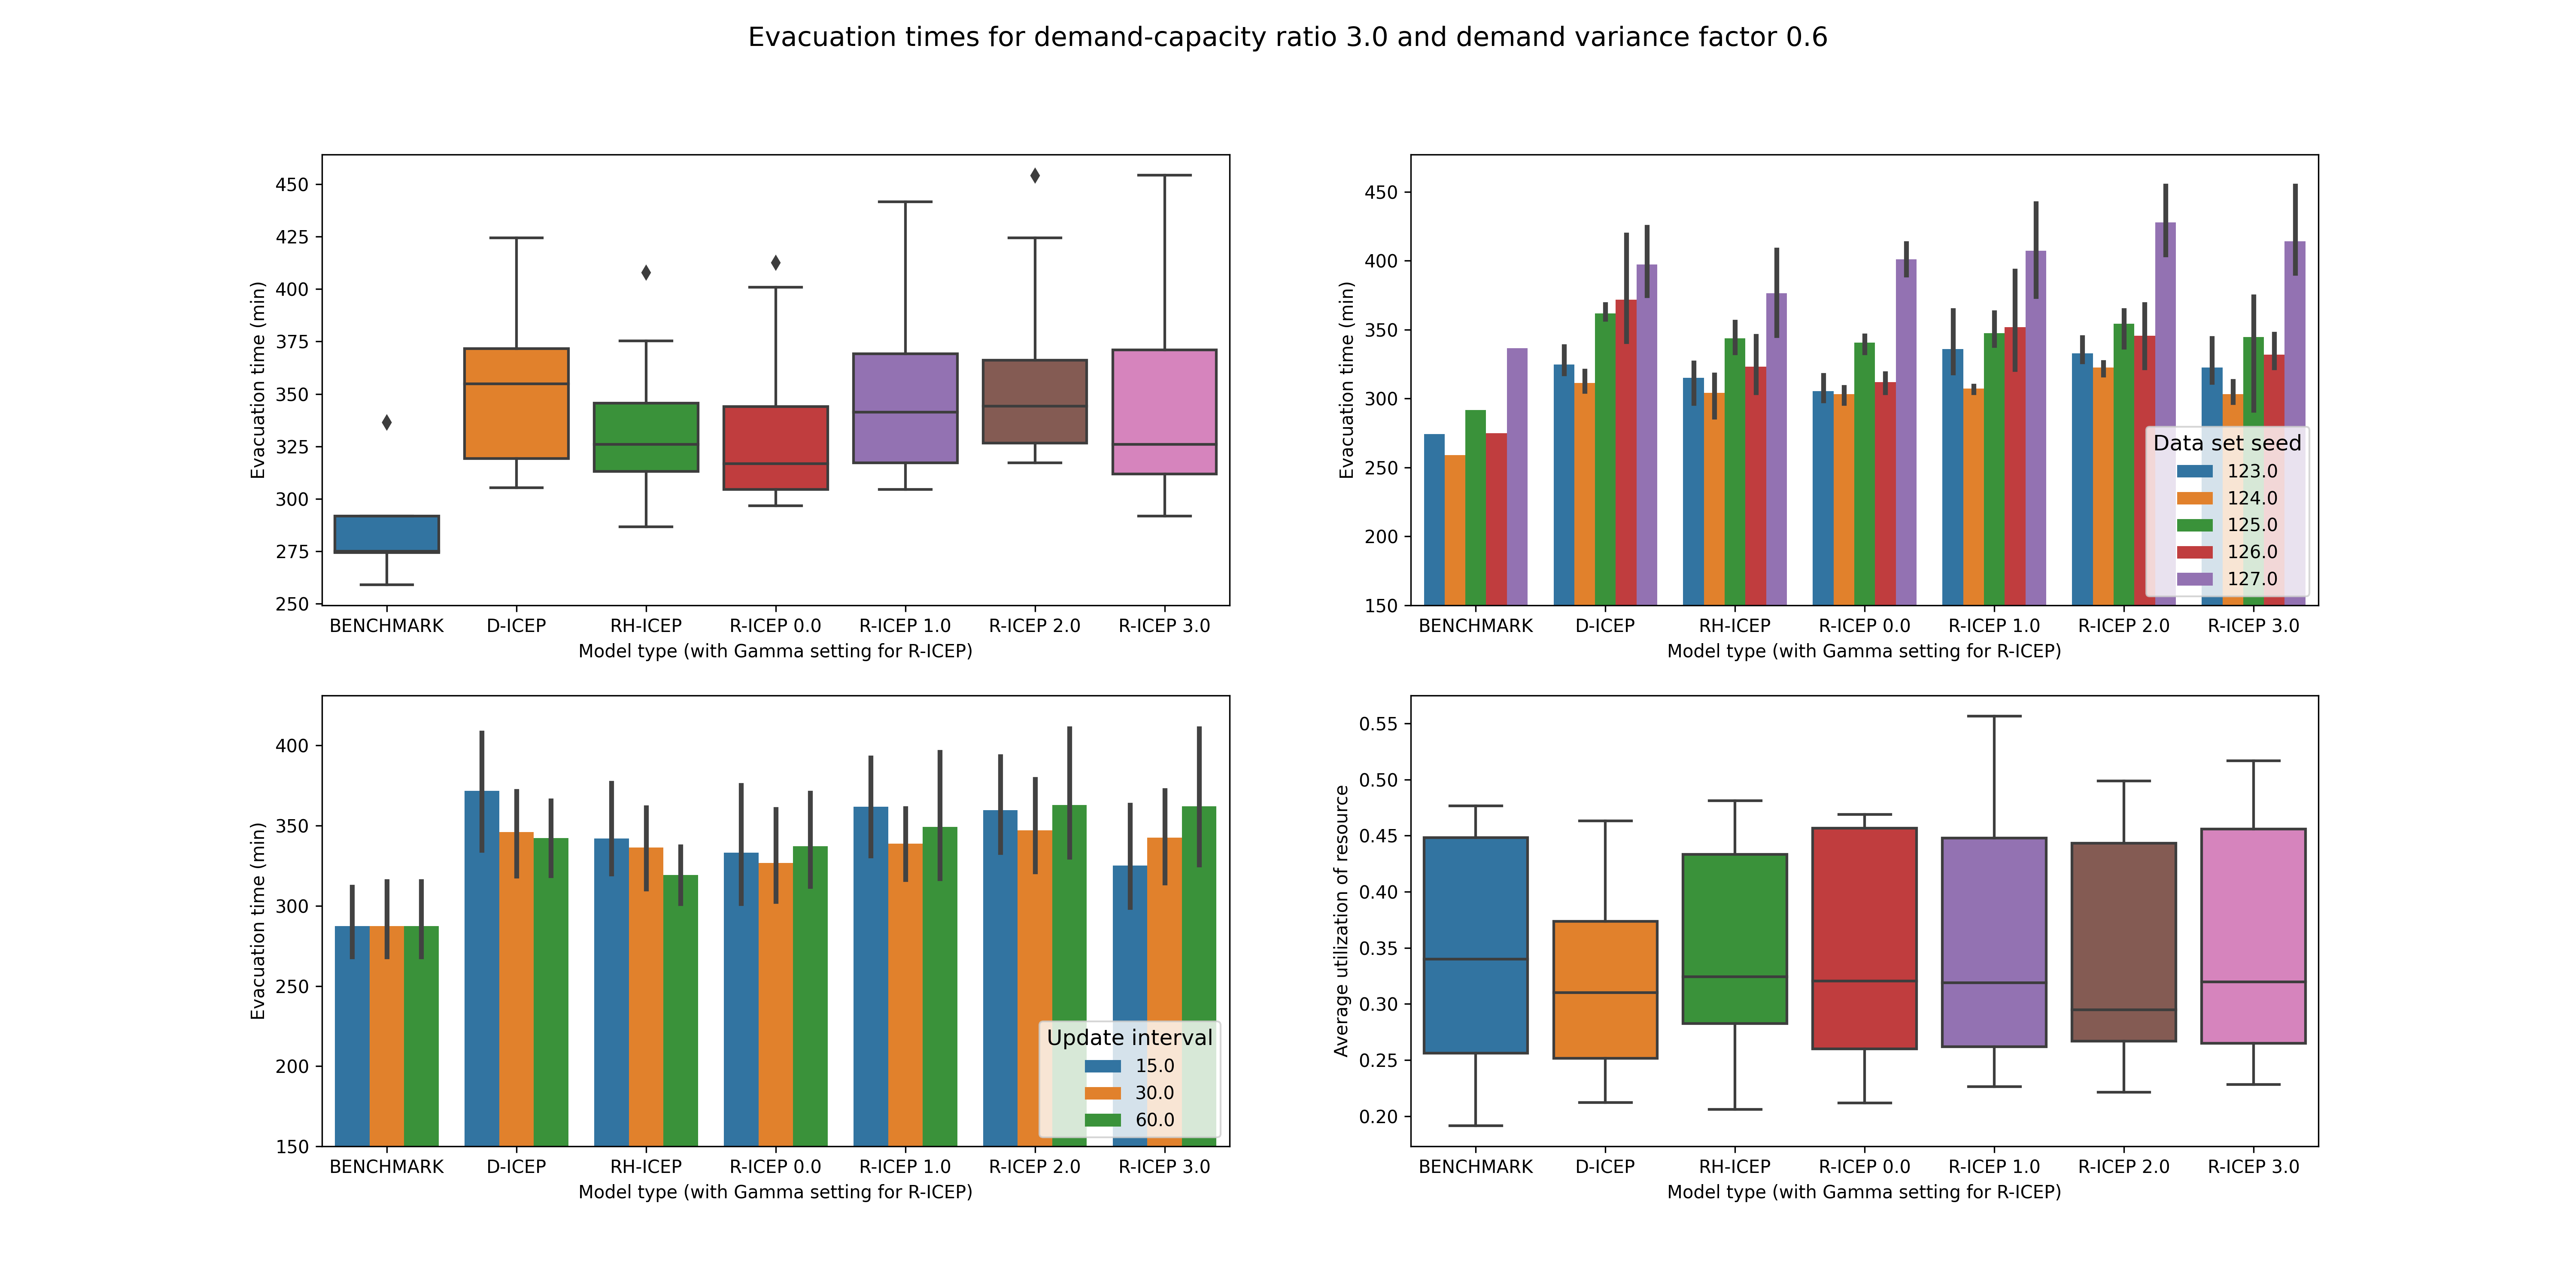 Evacuation times for demand-capacity ratio 3.0 and demand variance factor 0.6
Evacuation time (min)
450
425
400
375
350
325
300
275
250
BENCHMARK D-ICEP RH-ICEP R-ICEP 0.0 R-ICEP 1.0 R-ICEP 2.0 R-ICEP 3.0
Model type (with Gamma setting for R-ICEP)
Evacuation time (min)
450
400
350
300
250
200
150
Data set seed
123.0
124.0
125.0
126.0
127.0
BENCHMARK D-ICEP RH-ICEP R-ICEP 0.0 R-ICEP 1.0 R-ICEP 2.0 R-ICEP 3.0
Model type (with Gamma setting for R-ICEP)
Evacuation time (min)
400
350
300
250
200
150
Update interval
15.0
30.0
60.0
BENCHMARK D-ICEP RH-ICEP R-ICEP 0.0 R-ICEP 1.0 R-ICEP 2.0 R-ICEP 3.0
Model type (with Gamma setting for R-ICEP)
Average utilization of resource
0.55
0.50
0.45
0.40
0.35
0.30
0.25
0.20
BENCHMARK D-ICEP RH-ICEP R-ICEP 0.0 R-ICEP 1.0 R-ICEP 2.0 R-ICEP 3.0
Model type (with Gamma setting for R-ICEP)